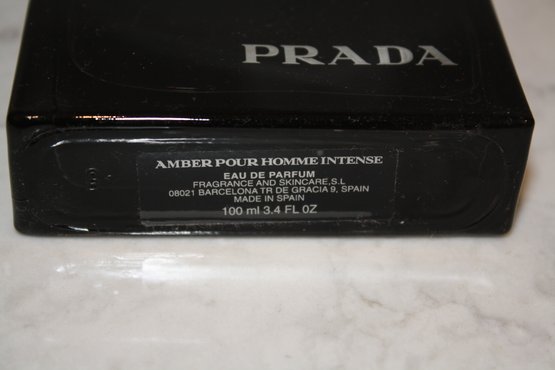 PRADA
AMBER POUR HOMME INTENSE
EAU DE PARFUM
FRAGRANCE AND SKINCARE,S.L
08021 BARCELONA TR DE GRACIA 9, SPAIN
MADE IN SPAIN
100 ml 3.4 FL OZ